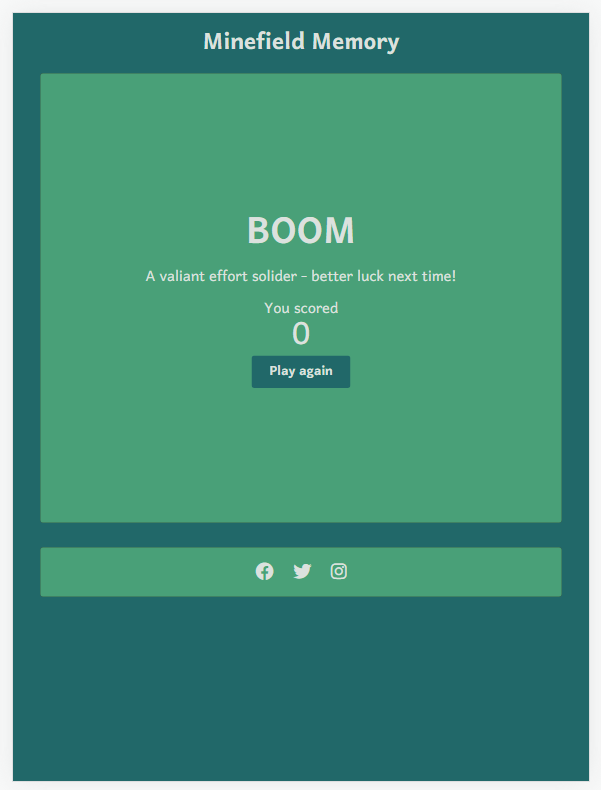 Minefield Memory
BOOM
A valiant effort solider - better luck next time!
You scored
0
Play again